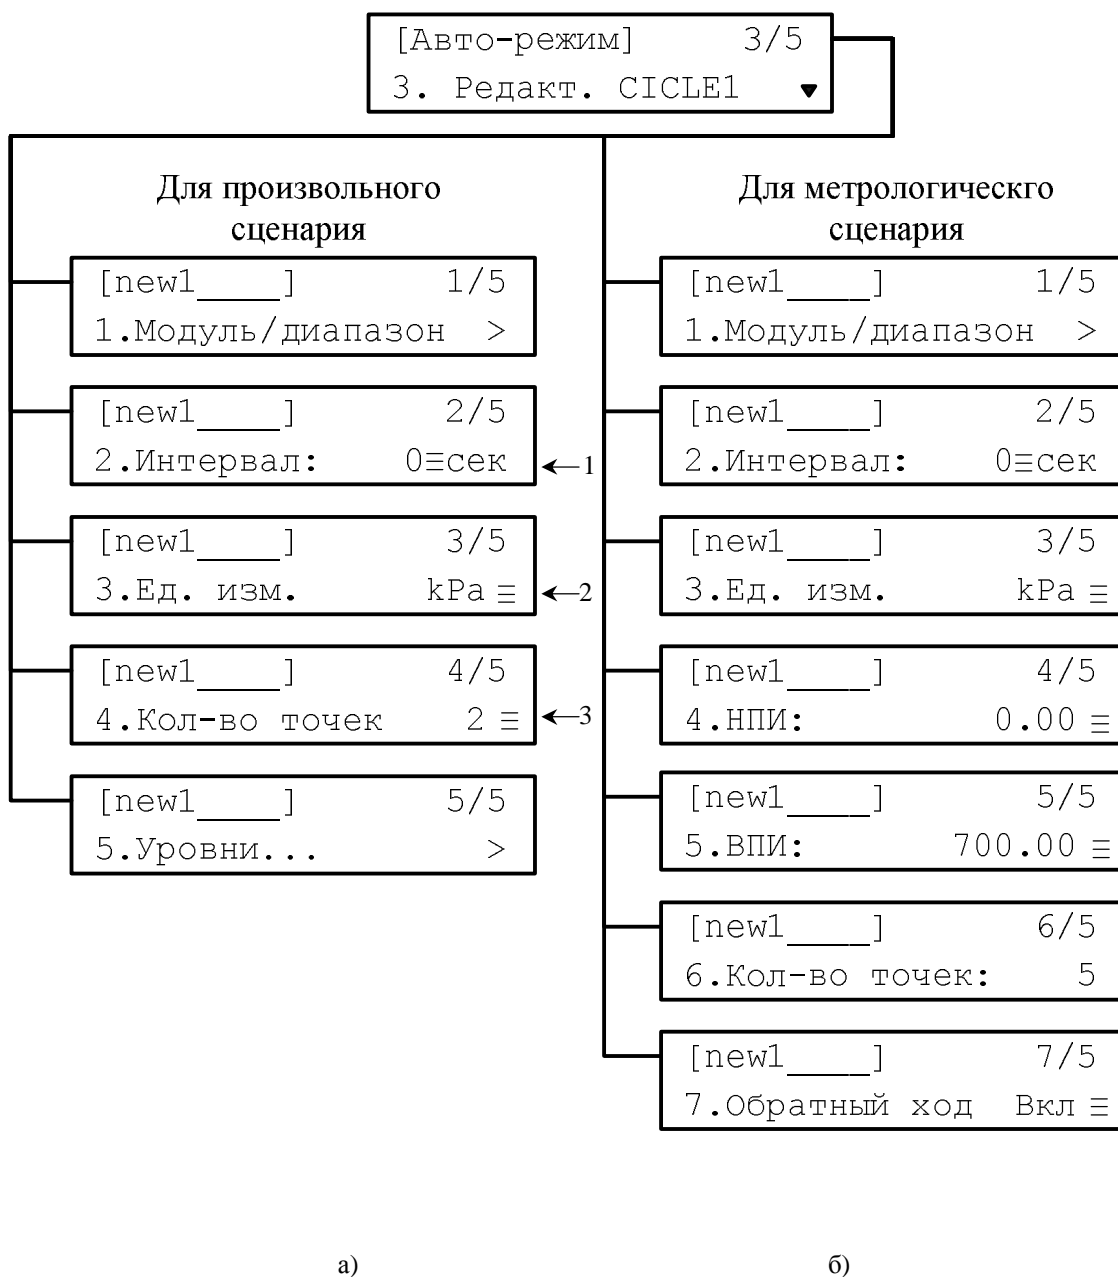 [Авто-режим] 3/5
3. Редакт. CICLE1 ▼
Для произвольного
сценария
[new1____] 1/5
1.Модуль/диапазон >
[new1____] 2/5
2.Интервал: 0≡сек
1
[new1____] 3/5
3.Ед. изм. kPa ≡
2
[new1____] 4/5
4.Кол-во точек 2 ≡
3
[new1____] 5/5
5.Уровни... >
Для метрологическго
сценария
[new1____] 1/5
1.Модуль/диапазон >
[new1____] 2/5
2.Интервал: 0≡сек
[new1____] 3/5
3.Ед. изм. kPa ≡
[new1____] 4/5
4.НПИ: 0.00 ≡
[new1____] 5/5
5.ВПИ: 700.00 ≡
[new1____] 6/5
6.Кол-во точек: 5
[new1____] 7/5
7.Обратный ход Вкл ≡
а)
б)